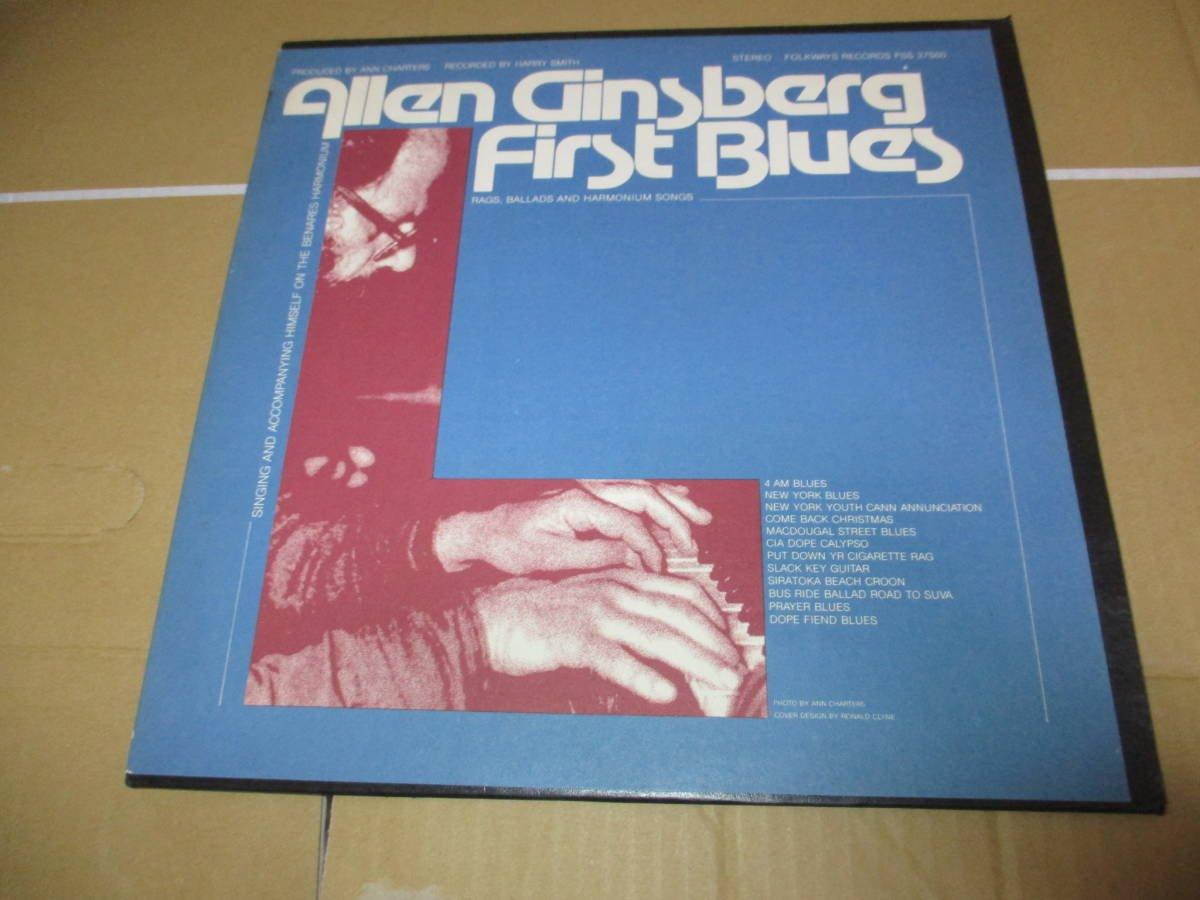 PRODUCED BY ANN CHARTERS RECORDED BY HARRY SMITH
STEREO FOLKWAYS RECORDS FSS 37560
Allen Ginsberg
First Blues
RAGS, BALLADS AND HARMONIUM SONGS
SINGING AND ACCOMPANYING HIMSELF ON THE BENARES HARMONIUM
4 AM BLUES
NEW YORK BLUES
NEW YORK YOUTH CANN ANNUNCIATION
COME BACK CHRISTMAS
MACDOUGAL STREET BLUES
CIA DOPE CALYPSO
PUT DOWN YR CIGARETTE RAG
SLACK KEY GUITAR
SIRATOKA BEACH CROON
BUS RIDE BALLAD ROAD TO SUVA
PRAYER BLUES
DOPE FIEND BLUES
PHOTO BY ANN CHARTERS
COVER DESIGN BY RONALD CLYNE